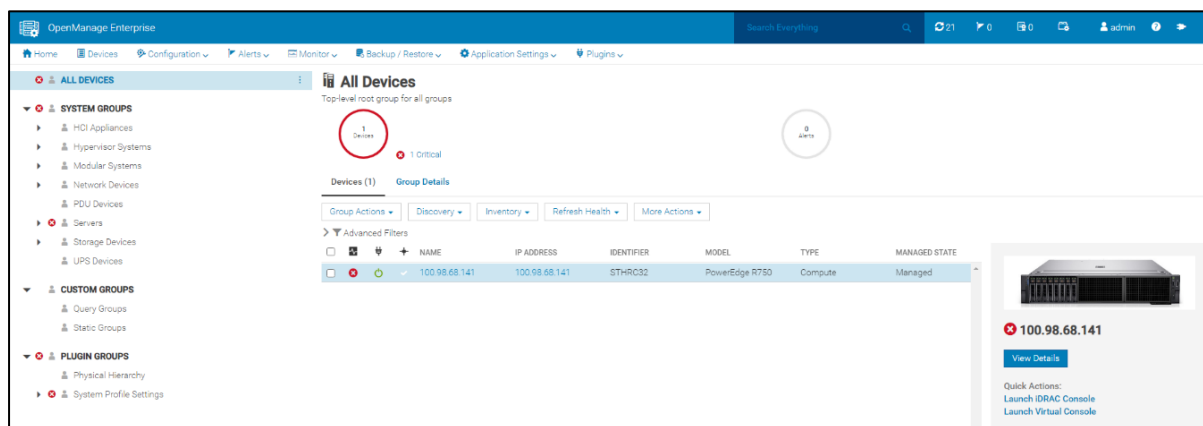 OpenManage Enterprise
Search Everything
21
0
0
admin
Home Devices Configuration Alerts Monitor Backup / Restore Application Settings Plugins
ALL DEVICES
SYSTEM GROUPS
HCI Appliances
Hypervisor Systems
Modular Systems
Network Devices
PDU Devices
Servers
Storage Devices
UPS Devices
CUSTOM GROUPS
Query Groups
Static Groups
PLUGIN GROUPS
Physical Hierarchy
System Profile Settings
All Devices
Top-level root group for all groups
1
Devices
1 Critical
0
Alerts
Devices (1) Group Details
Group Actions Discovery Inventory Refresh Health More Actions
Advanced Filters
NAME IP ADDRESS IDENTIFIER MODEL TYPE MANAGED STATE
100.98.68.141 100.98.68.141 STHRC32 PowerEdge R750 Compute Managed
100.98.68.141
View Details
Quick Actions:
Launch iDRAC Console
Launch Virtual Console